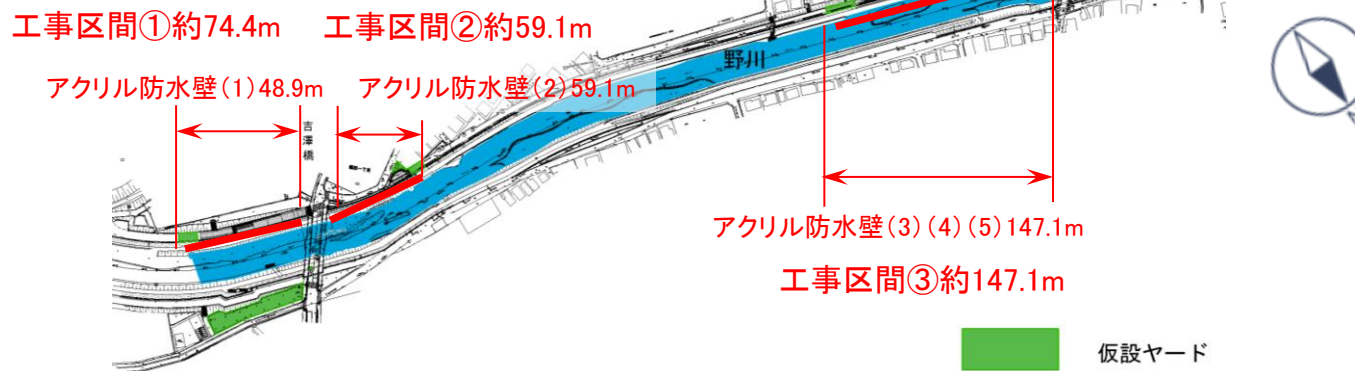 工事区間①約74.4m
工事区間②約59.1m
アクリル防水壁(1)48.9m
アクリル防水壁(2)59.1m
野川
吉澤橋
アクリル防水壁(3)(4)(5)147.1m
工事区間③約147.1m
仮設ヤード